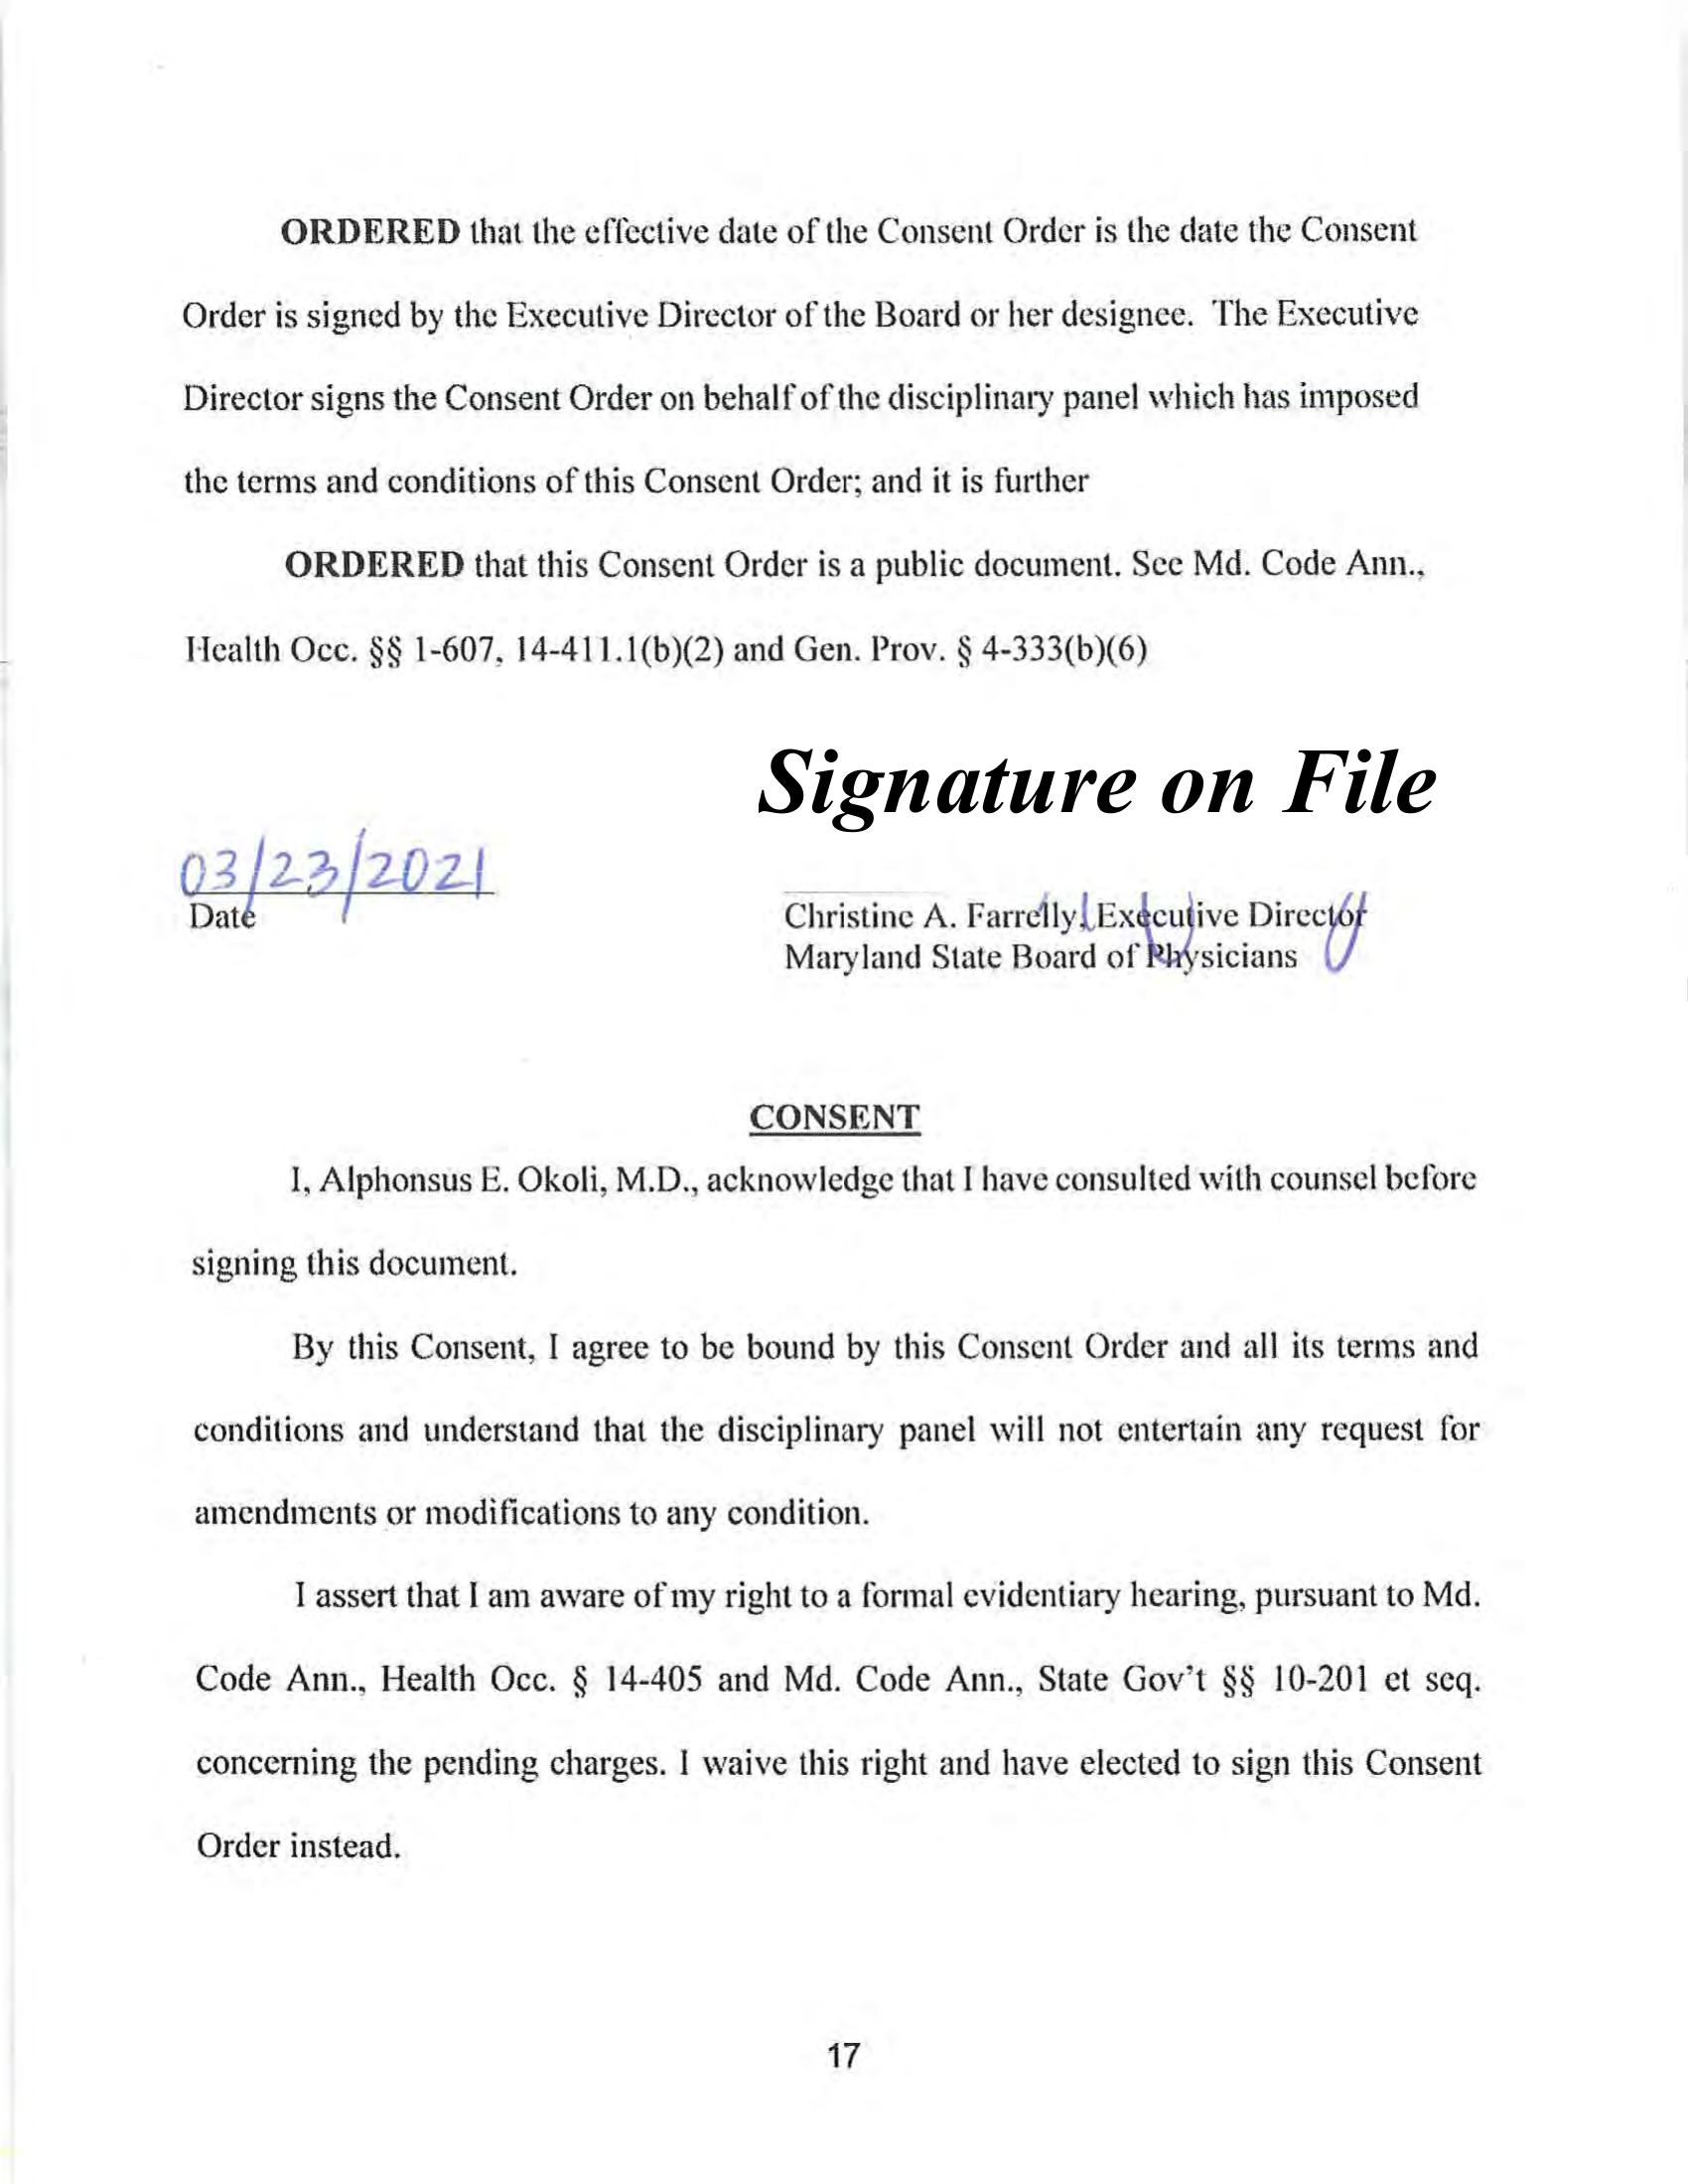 ORDERED that the effective date of the Consent Order is the date the Consent
Order is signed by the Executive Director of the Board or her designee. The Executive
Director signs the Consent Order on behalf of the disciplinary panel which has imposed
the terms and conditions of this Consent Order; and it is further
ORDERED that this Consent Order is a public document. See Md. Code Ann.,
Health Occ. §§ 1-607, 14-411.1(b)(2) and Gen. Prov. § 4-333(b)(6)
Signature on File
03/23/2021
Date
Christine A. Farrelly, Executive Director
Maryland State Board of Physicians
CONSENT
I, Alphonsus E. Okoli, M.D., acknowledge that I have consulted with counsel before
signing this document.
By this Consent, I agree to be bound by this Consent Order and all its terms and
conditions and understand that the disciplinary panel will not entertain any request for
amendments or modifications to any condition.
I assert that I am aware of my right to a formal evidentiary hearing, pursuant to Md.
Code Ann., Health Occ. § 14-405 and Md. Code Ann., State Gov't §§ 10-201 et seq.
concerning the pending charges. I waive this right and have elected to sign this Consent
Order instead.
17